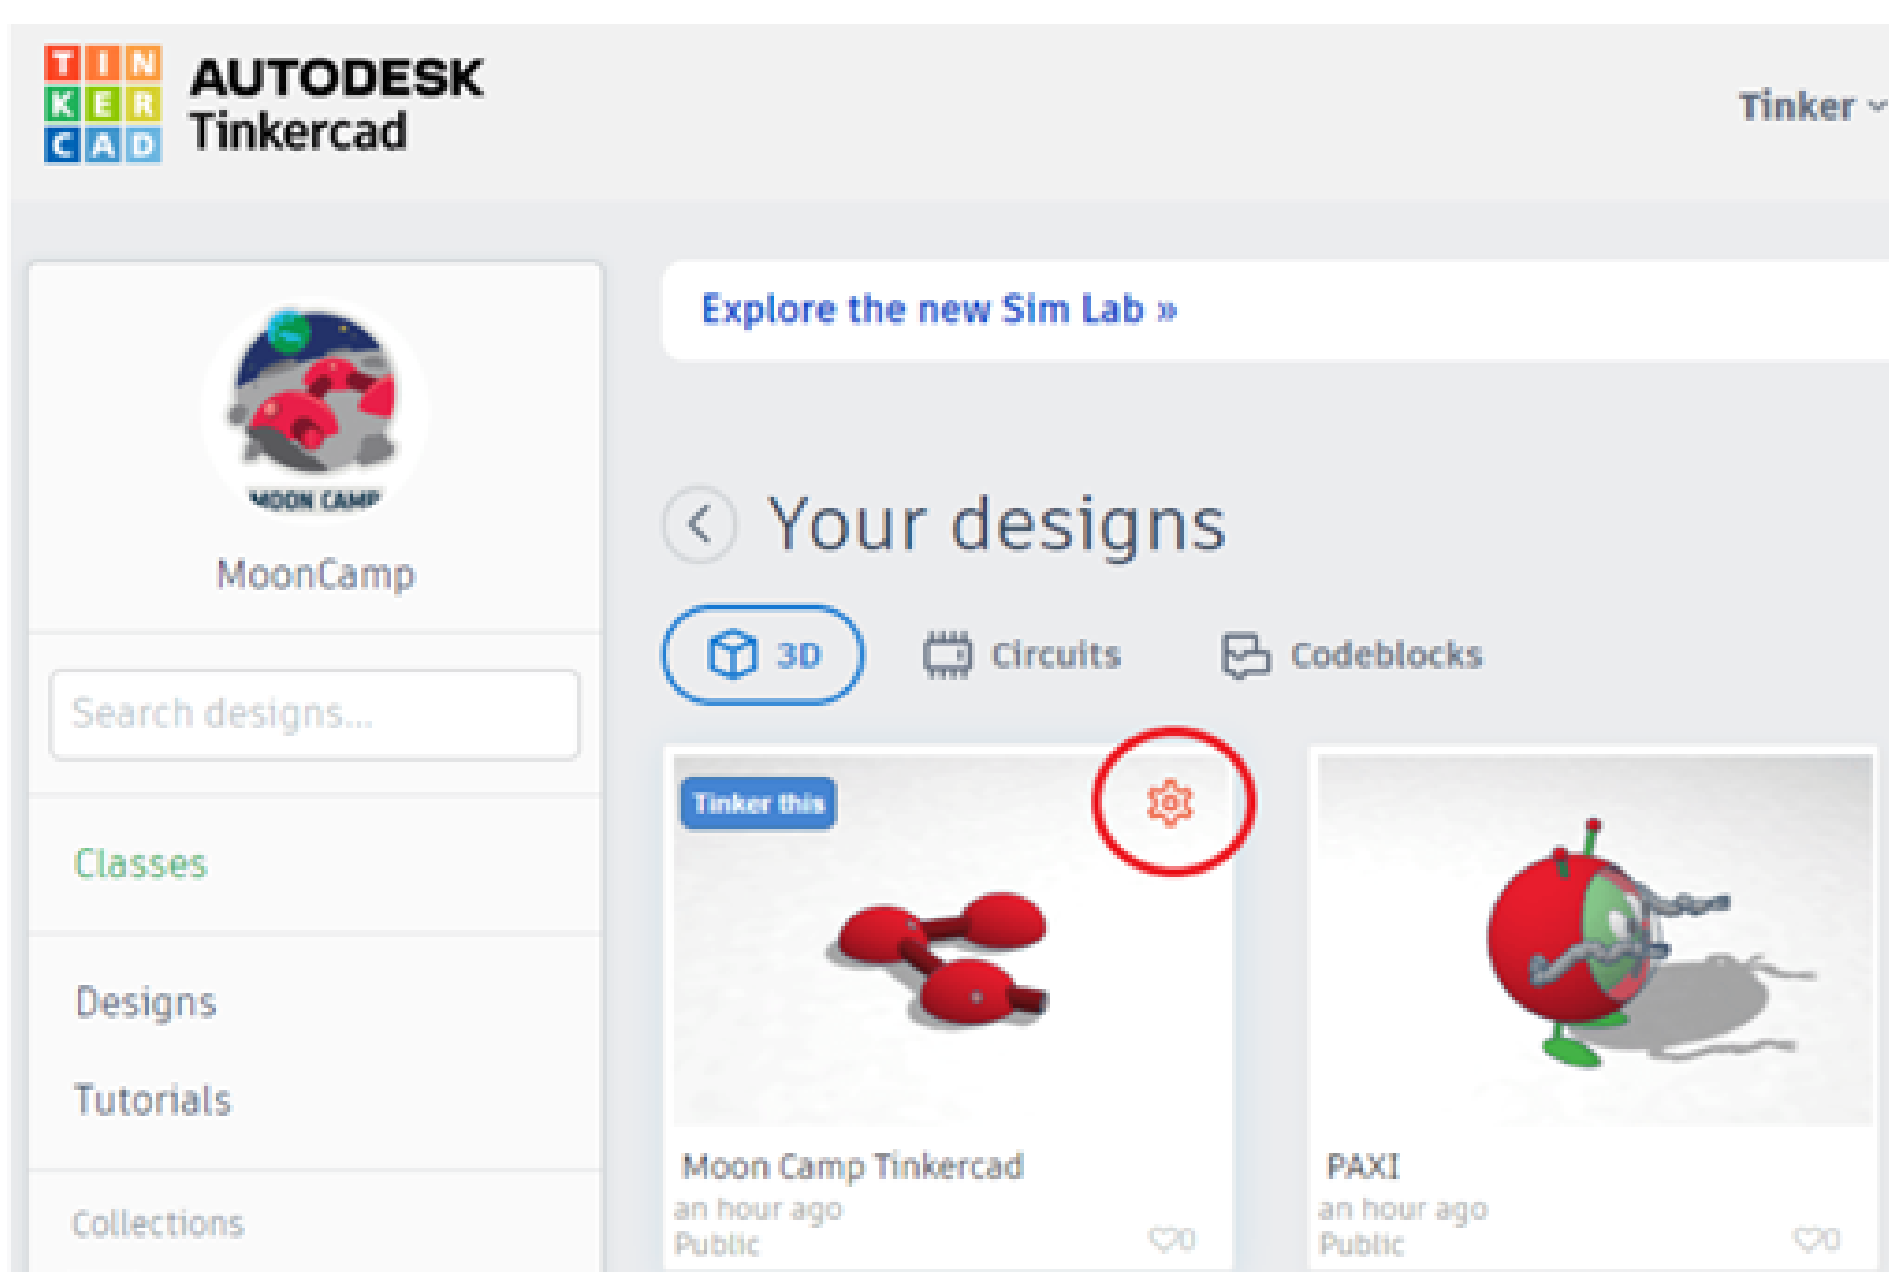 TIN
KER
CAD
AUTODESK
Tinkercad
Tinker
MOON CAMP
MoonCamp
Search designs...
Classes
Designs
Tutorials
Collections
Explore the new Sim Lab »
Your designs
3D
Circuits
Codeblocks
Tinker this
Moon Camp Tinkercad
an hour ago
Public
0
PAXI
an hour ago
Public
0